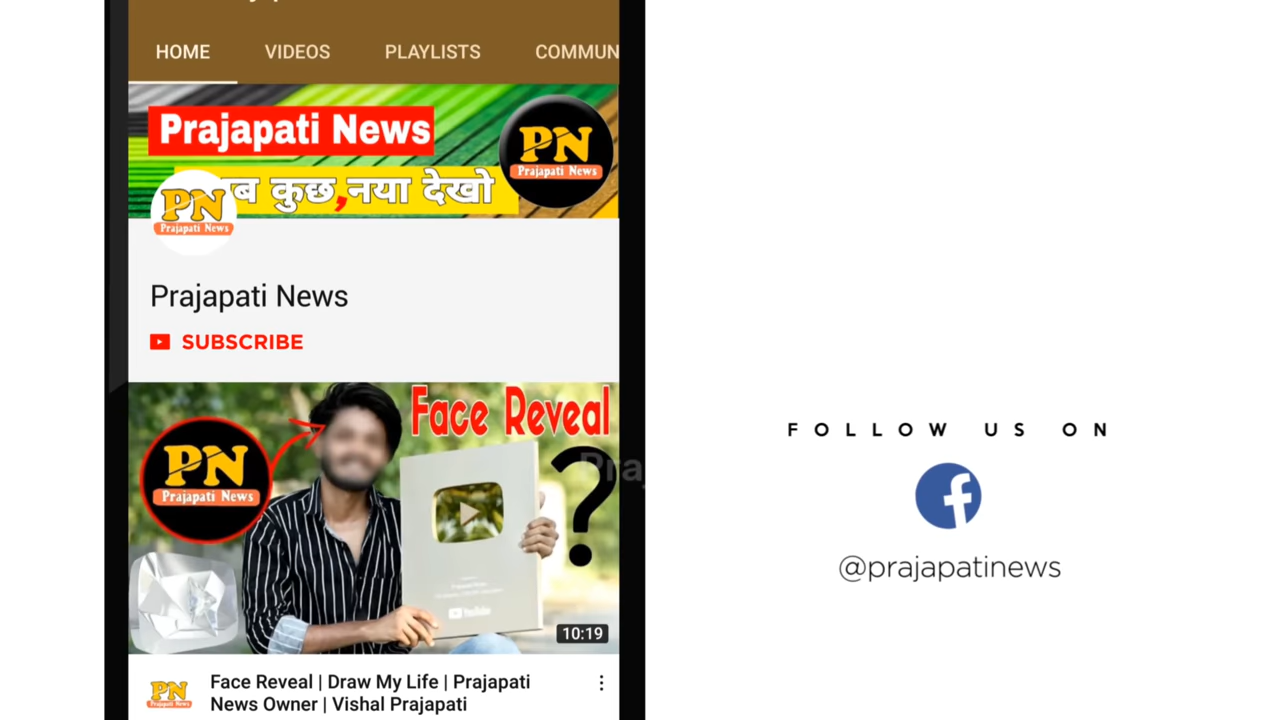 HOME VIDEOS PLAYLISTS COMMUN
Prajapati News
PN
Prajapati News
कुछ,नया देखो
PN
Prajapati News
Prajapati News
SUBSCRIBE
Face Reveal
PN
Prajapati News
?
YouTube
10:19
Face Reveal | Draw My Life | Prajapati
News Owner | Vishal Prajapati
PN
Prajapati News
FOLLOW US ON
f
@prajapatinews